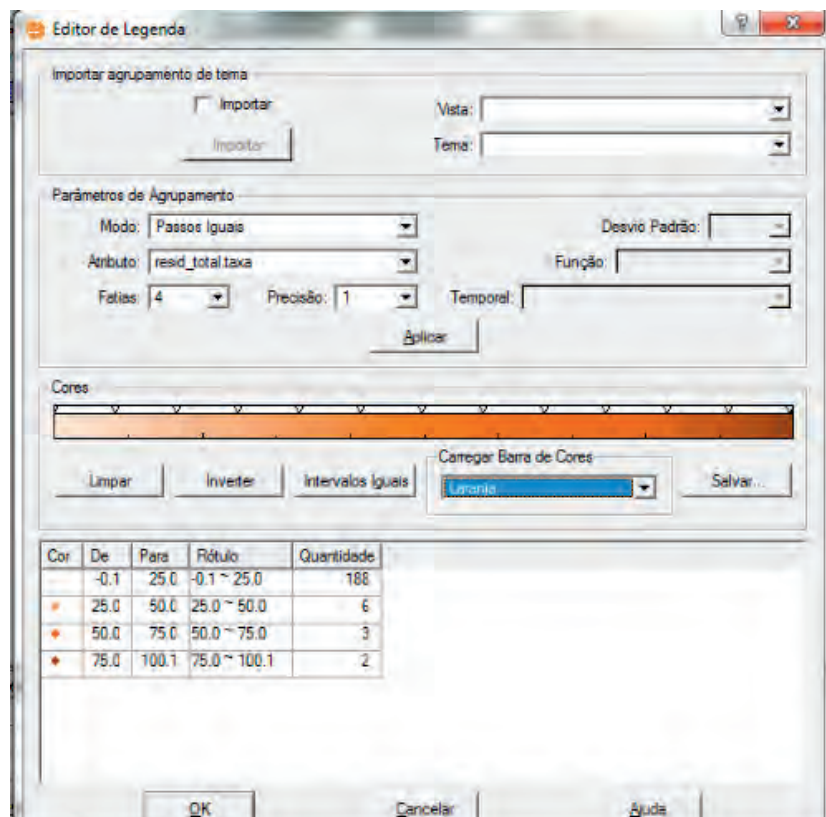 Editor de Legenda
Importar agrupamento de tema
Importar
Vista:
Importar
Tema:
Parâmetros de Agrupamento
Modo: Passos Iguais
Desvio Padrão:
Atributo: resid_total.taxa
Função:
Fatias: 4 Precisão: 1 Temporal:
Aplicar
Cores
Carregar Barra de Cores
Limpar Inverter Intervalos Iguais Laranja Salvar...
Cor De Para Rótulo Quantidade
-0.1 25.0 -0.1 ~ 25.0 188
25.0 50.0 25.0 ~ 50.0 6
50.0 75.0 50.0 ~ 75.0 3
75.0 100.1 75.0 ~ 100.1 2
OK Cancelar Ajuda